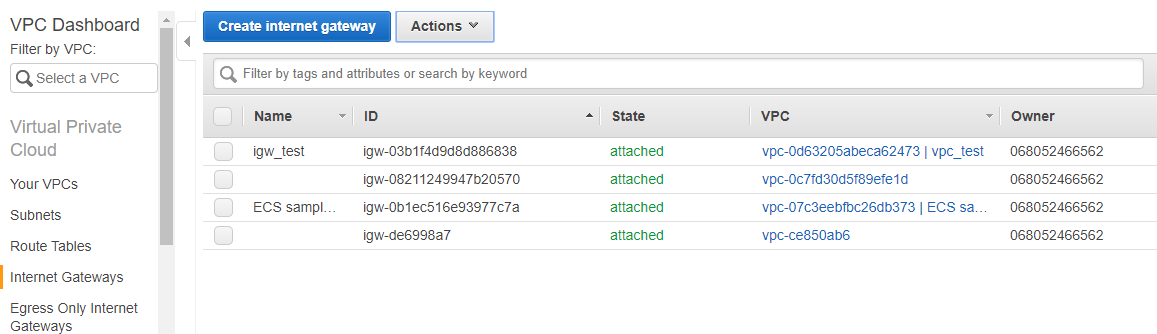 VPC Dashboard
Filter by VPC:
Select a VPC
Virtual Private
Cloud
Your VPCs
Subnets
Route Tables
Internet Gateways
Egress Only Internet
Gateways
Create internet gateway Actions
Filter by tags and attributes or search by keyword
Name ID State VPC Owner
igw_test igw-03b1f4d9d8d886838 attached vpc-0d63205abeca62473 | vpc_test 068052466562
igw-08211249947b20570 attached vpc-0c7fd30d5f89efe1d 068052466562
ECS sampl... igw-0b1ec516e93977c7a attached vpc-07c3eebfbc26db373 | ECS sa... 068052466562
igw-de6998a7 attached vpc-ce850ab6 068052466562